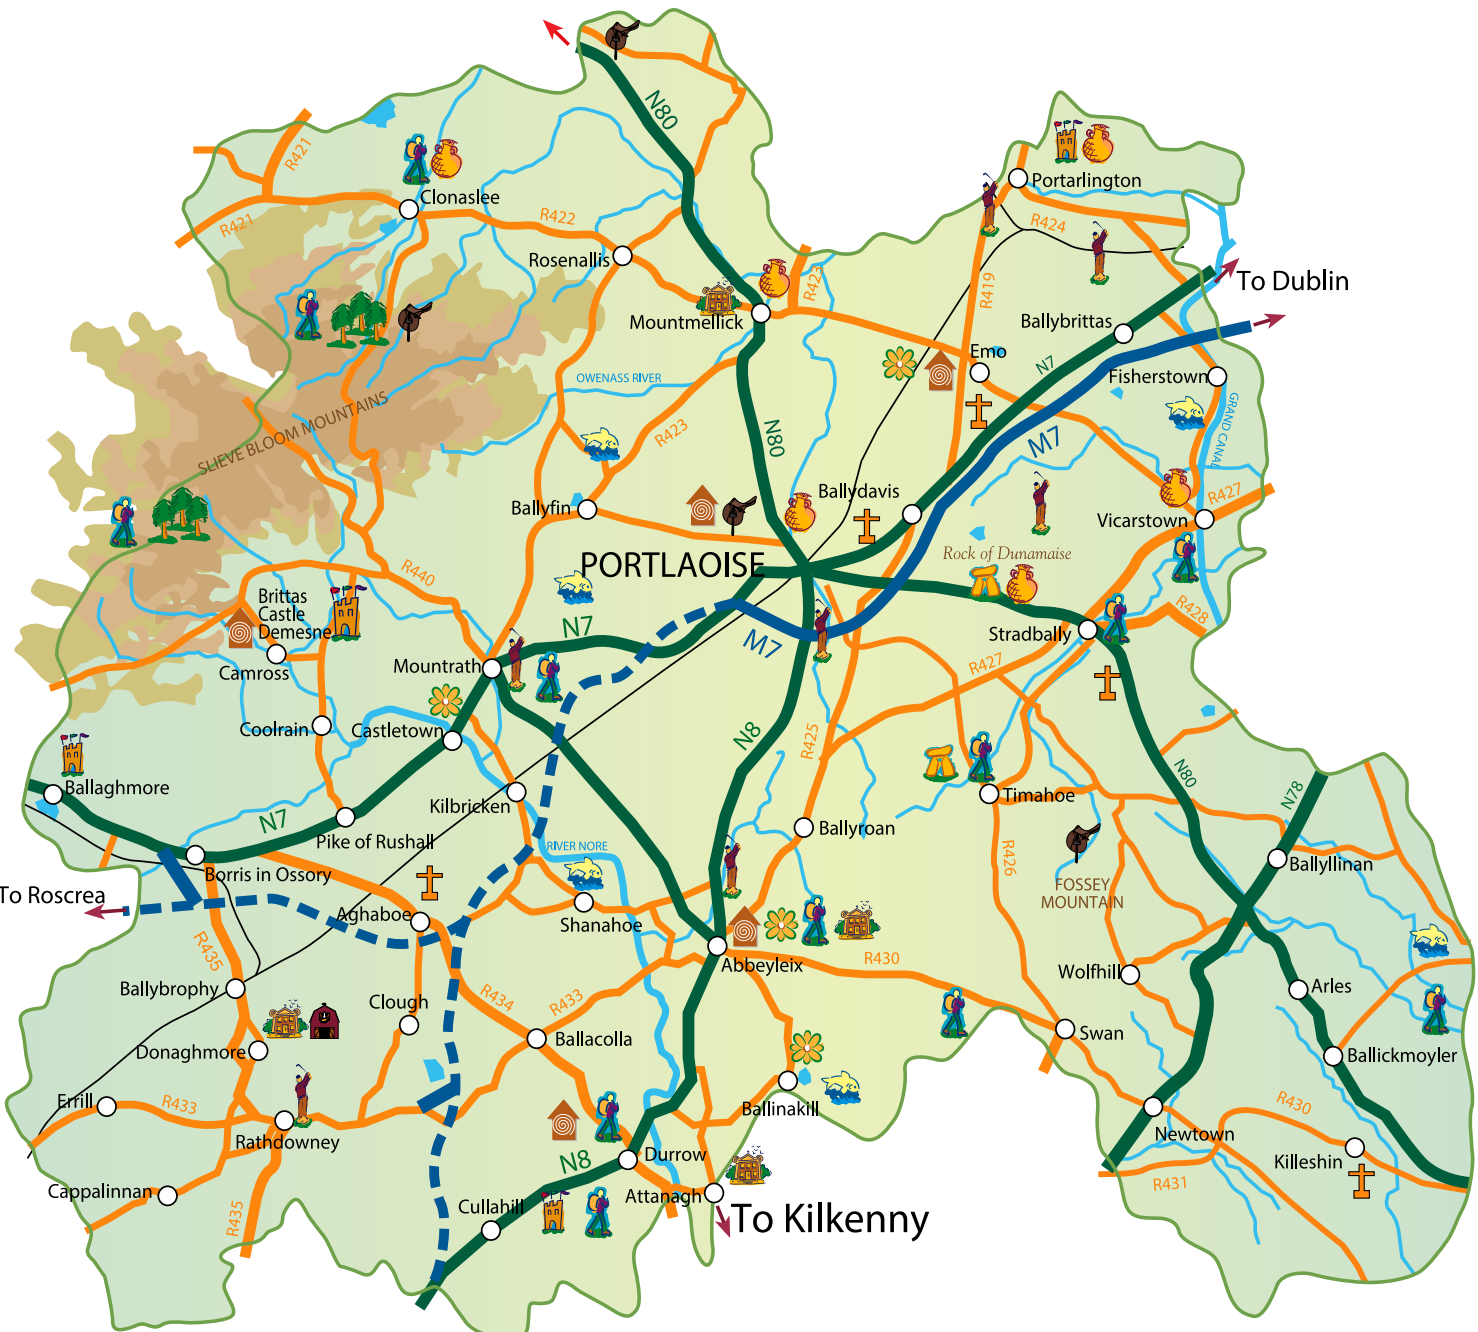 N80
R421
Clonaslee
R421
R422
Rosenallis
Portarlington
R424
To Dublin
R423
R419
Mountmellick
Ballybrittas
N7
Emo
Fisherstown
OWENASS RIVER
GRAND CANAL
SLIEVE BLOOM MOUNTAINS
R423
N80
M7
Ballyfin
Ballydavis
R427
Vicarstown
Rock of Dunamaise
PORTLAOISE
R440
Brittas
Castle
Demesne
R428
N7
M7
Stradbally
Camross
Mountrath
R427
Coolrain
Castletown
N8
R425
N80
N78
Ballaghmore
Kilbricken
Timahoe
N7
Pike of Rushall
Ballyroan
RIVER NORE
R426
Ballyllinan
Borris in Ossory
FOSSEY
MOUNTAIN
To Roscrea
Aghaboe
Shanahoe
R435
Abbeyleix
R430
Wolfhill
Ballybrophy
Clough
R434
R433
Arles
Swan
Ballacolla
Donaghmore
Ballickmoyler
Errill
R433
Ballinakill
R430
Rathdowney
Newtown
Durrow
N8
Killeshin
Cappalinnan
Attanagh
R431
R435
Cullahill
To Kilkenny